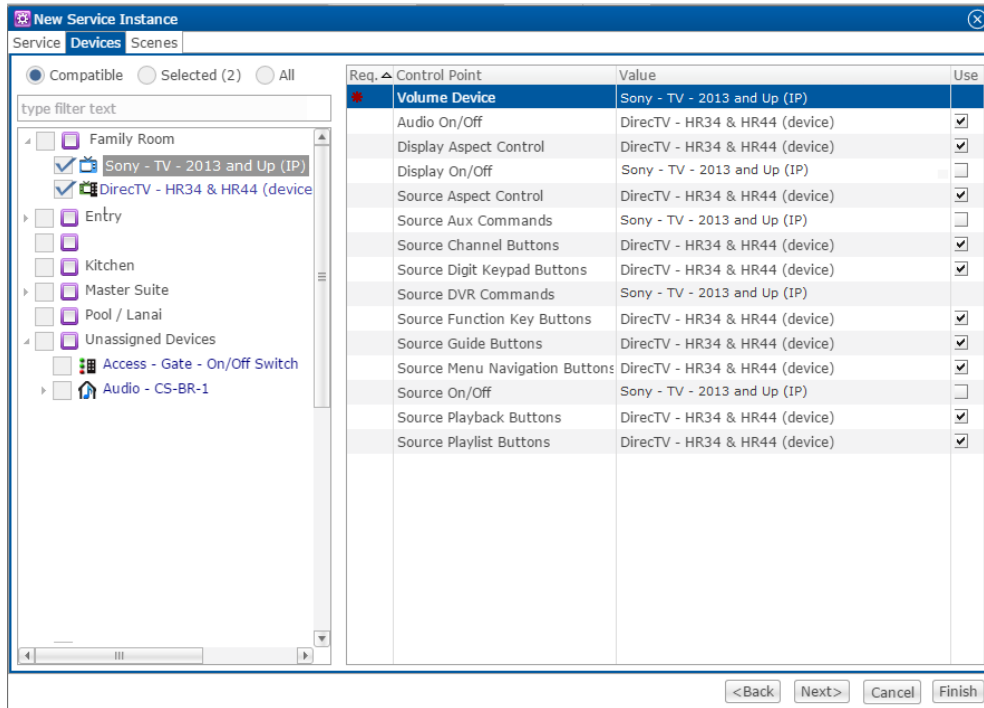 New Service Instance
Service Devices Scenes
Compatible Selected (2) All
type filter text
Family Room
Sony - TV - 2013 and Up (IP)
DirecTV - HR34 & HR44 (device
Entry
Kitchen
Master Suite
Pool / Lanai
Unassigned Devices
Access - Gate - On/Off Switch
Audio - CS-BR-1
Req. Control Point Value Use
Volume Device Sony - TV - 2013 and Up (IP)
Audio On/Off DirecTV - HR34 & HR44 (device)
Display Aspect Control DirecTV - HR34 & HR44 (device)
Display On/Off Sony - TV - 2013 and Up (IP)
Source Aspect Control DirecTV - HR34 & HR44 (device)
Source Aux Commands Sony - TV - 2013 and Up (IP)
Source Channel Buttons DirecTV - HR34 & HR44 (device)
Source Digit Keypad Buttons DirecTV - HR34 & HR44 (device)
Source DVR Commands Sony - TV - 2013 and Up (IP)
Source Function Key Buttons DirecTV - HR34 & HR44 (device)
Source Guide Buttons DirecTV - HR34 & HR44 (device)
Source Menu Navigation Buttons DirecTV - HR34 & HR44 (device)
Source On/Off Sony - TV - 2013 and Up (IP)
Source Playback Buttons DirecTV - HR34 & HR44 (device)
Source Playlist Buttons DirecTV - HR34 & HR44 (device)
<Back Next> Cancel Finish